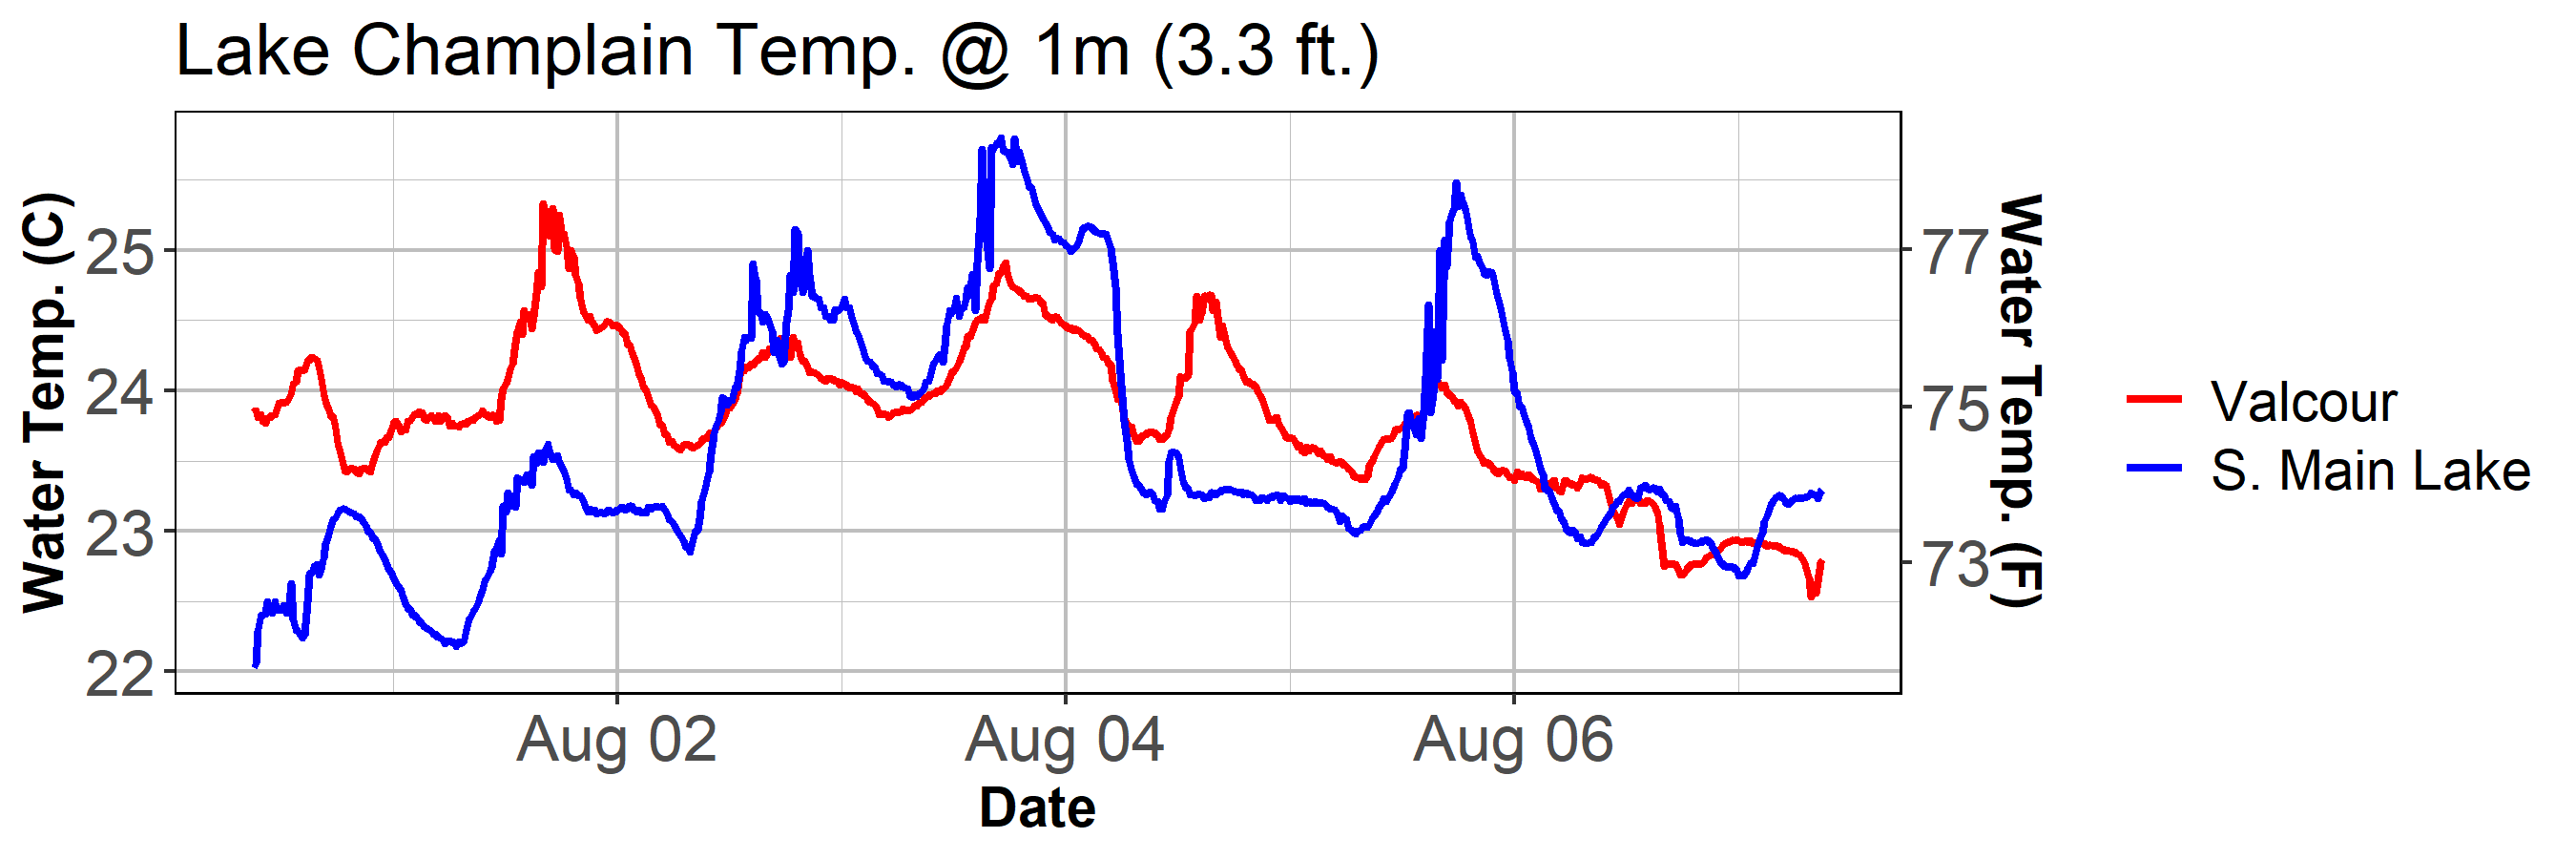 Lake Champlain Temp. @ 1m (3.3 ft.)
Water Temp. (C)
25
24
23
22
77
75
73
Water Temp. (F)
Valcour
S. Main Lake
Aug 02
Aug 04
Aug 06
Date